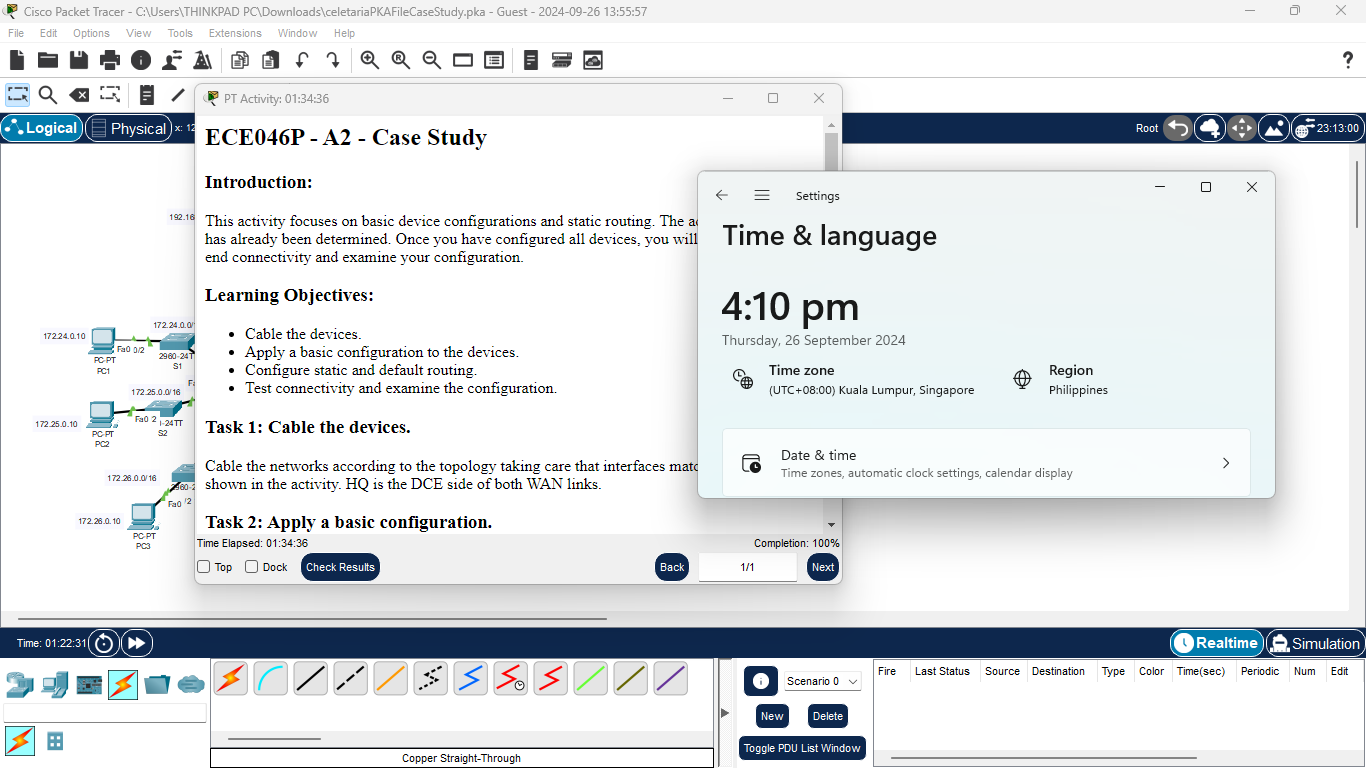 Cisco Packet Tracer - C:\Users\THINKPAD PC\Downloads\celetariaPKAFileCaseStudy.pka - Guest - 2024-09-26 13:55:57
File Edit Options View Tools Extensions Window Help
PT Activity: 01:34:36
Logical Physical x: 12
Root 23:13:00
ECE046P - A2 - Case Study
Introduction:
This activity focuses on basic device configurations and static routing. The
has already been determined. Once you have configured all devices, you will
end connectivity and examine your configuration.
Learning Objectives:
• Cable the devices.
• Apply a basic configuration to the devices.
• Configure static and default routing.
• Test connectivity and examine the configuration.
Task 1: Cable the devices.
Cable the networks according to the topology taking care that interfaces
shown in the activity. HQ is the DCE side of both WAN links.
Task 2: Apply a basic configuration.
Time Elapsed: 01:34:36 Completion: 100%
Top Dock Check Results Back 1/1 Next
Settings
Time & language
4:10 pm
Thursday, 26 September 2024
Time zone
(UTC+08:00) Kuala Lumpur, Singapore
Region
Philippines
Date & time
Time zones, automatic clock settings, calendar display
192.16
172.24.0.10
172.24.0.0/
Fa0 0/2
PC-PT
PC1
2960-24T
S1
172.25.0.0/16
172.25.0.10
Fa0 2
PC-PT
PC2
I-24TT
S2
172.26.0.0/16
2960-2
Fa0 /2
172.26.0.10
PC-PT
PC3
Time: 01:22:31
Realtime Simulation
Copper Straight-Through
Scenario 0
New Delete
Toggle PDU List Window
Fire Last Status Source Destination Type Color Time(sec) Periodic Num Edit